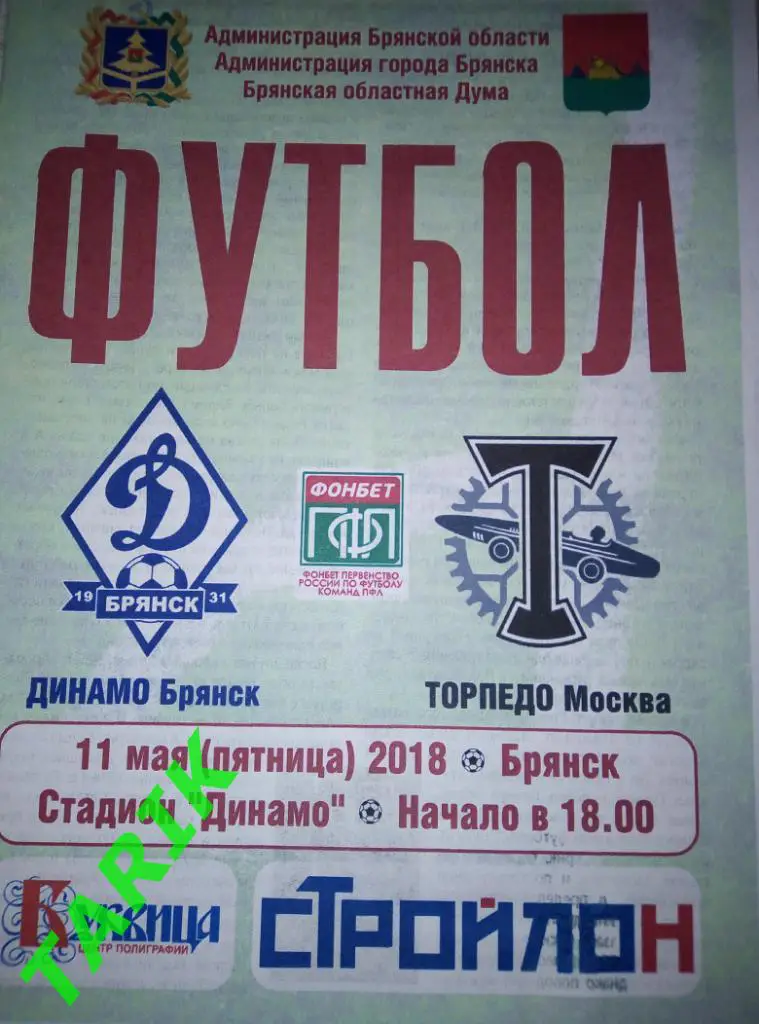 Администрация Брянской области
Администрация города Брянска
Брянская областная Дума
ФУТБОЛ
Д
19 БРЯНСК 31
ФОНБЕТ
ПФЛ
ФОНБЕТ ПЕРВЕНСТВО
РОССИИ ПО ФУТБОЛУ
КОМАНД ПФЛ
Т
ДИНАМО Брянск
ТОРПЕДО Москва
11 мая (пятница) 2018 Брянск
Стадион "Динамо" Начало в 18.00
TARIK
Буквица
ЦЕНТР ПОЛИГРАФИИ
СТРОЙЛОН